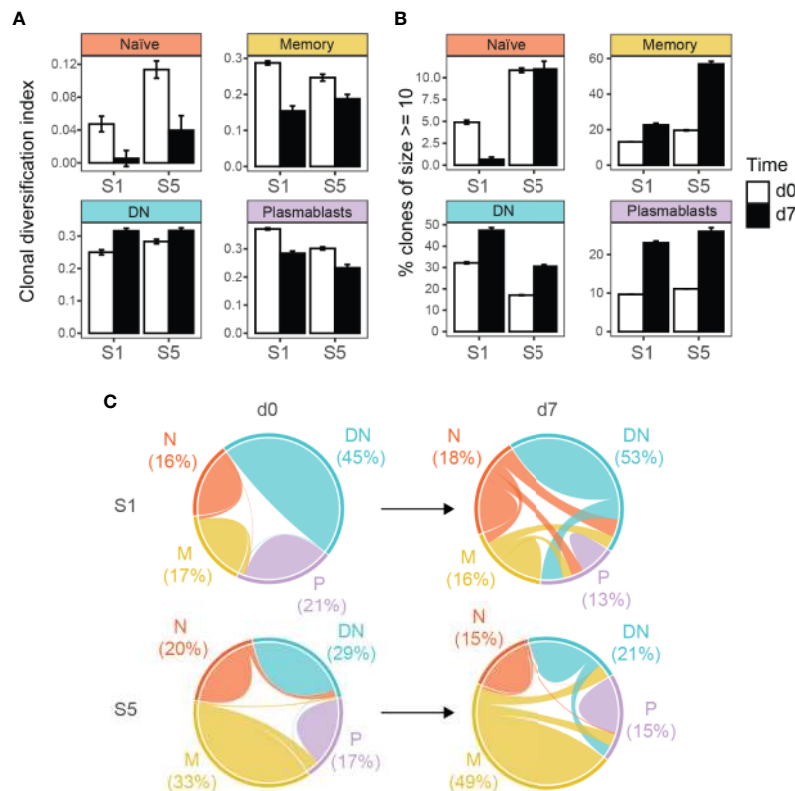 A
Clonal diversification index
Naïve
0.12
0.08
0.04
0.00
S1 S5
Memory
0.3
0.2
0.1
0.0
S1 S5
DN
0.3
0.2
0.1
0.0
S1 S5
Plasmablasts
0.3
0.2
0.1
0.0
S1 S5
B
% clones of size >= 10
Naïve
10.0
7.5
5.0
2.5
0.0
S1 S5
Memory
60
40
20
0
S1 S5
DN
50
40
30
20
10
0
S1 S5
Plasmablasts
20
10
0
S1 S5
Time
d0
d7
C
d0 d7
S1
N
(16%)
DN
(45%)
M
(17%)
P
(21%)
N
(18%)
DN
(53%)
M
(16%)
P
(13%)
S5
N
(20%)
DN
(29%)
M
(33%)
P
(17%)
N
(15%)
DN
(21%)
P
(15%)
M
(49%)